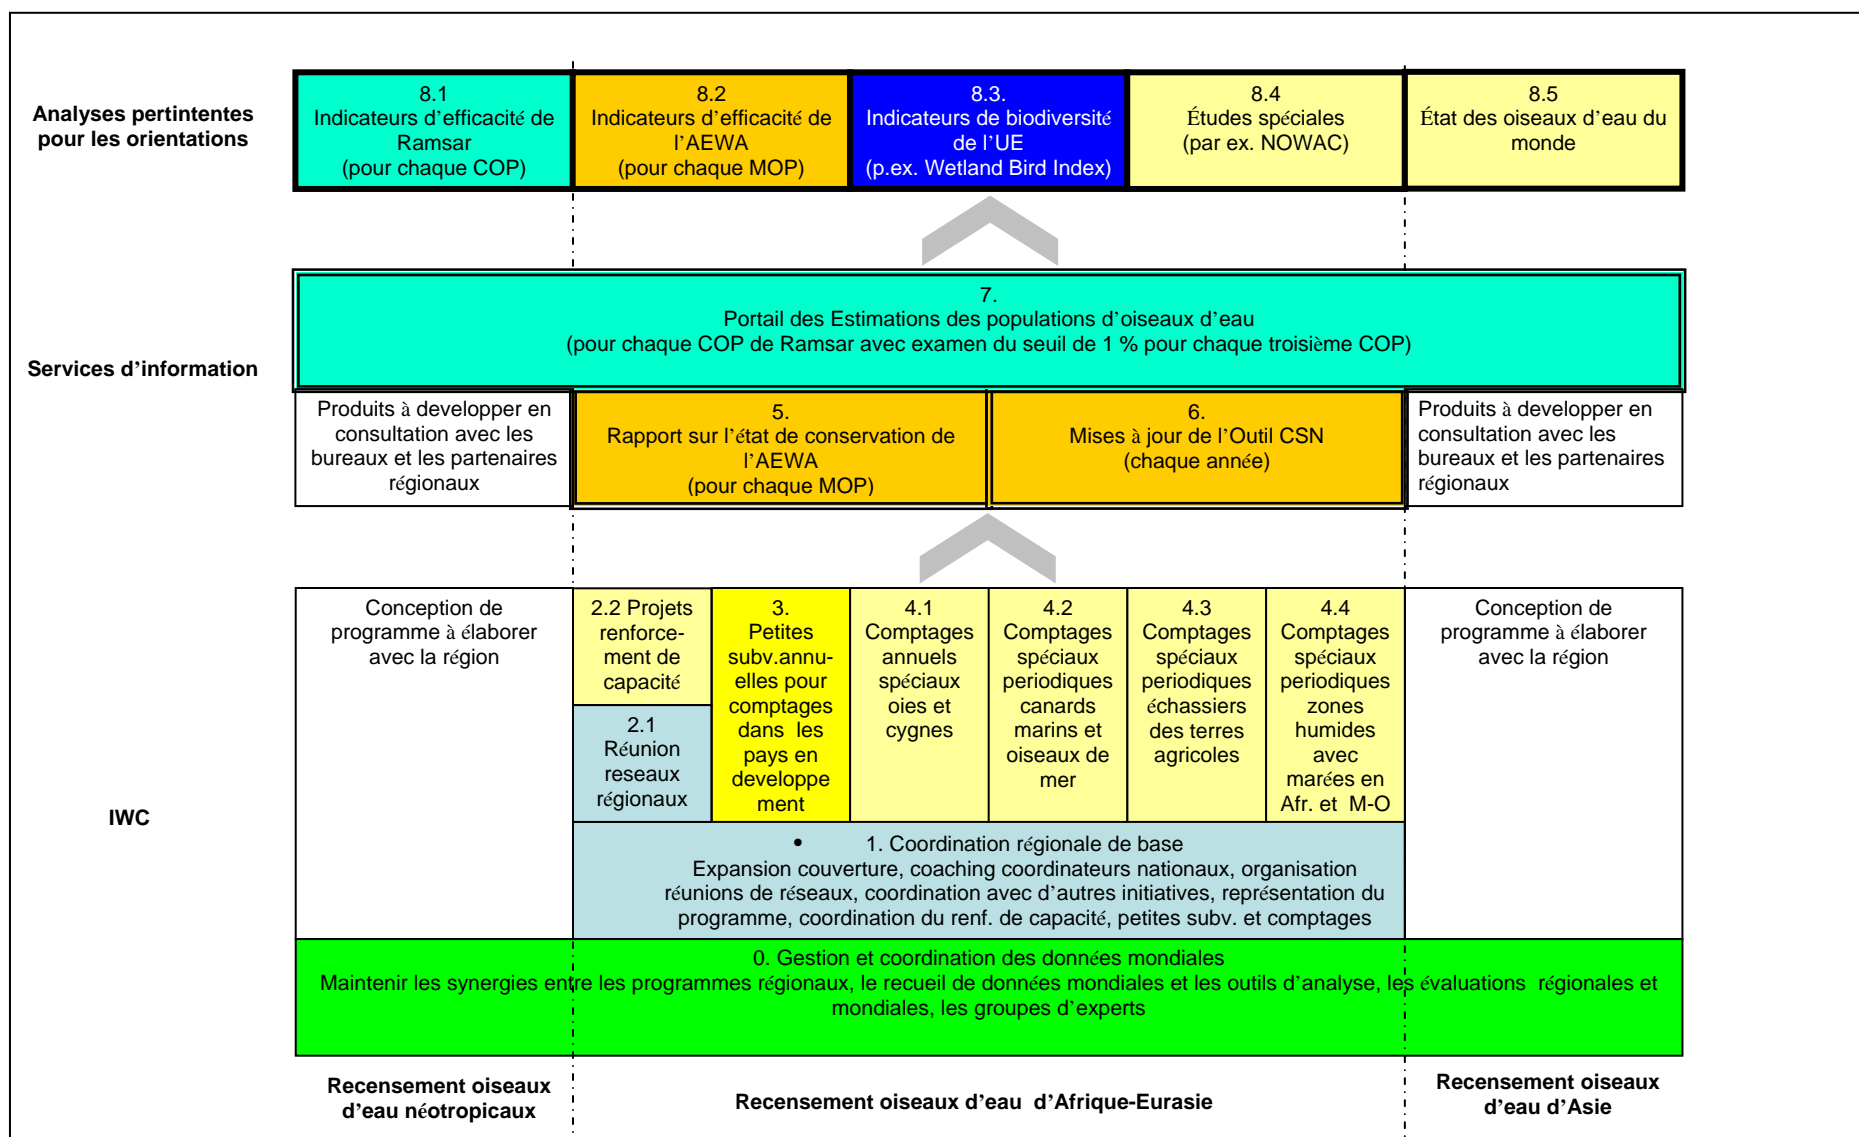 Analyses pertintentes
pour les orientations
8.1
Indicateurs d'efficacité de
Ramsar
(pour chaque COP)
8.2
Indicateurs d'efficacité de
l'AEWA
(pour chaque MOP)
8.3.
Indicateurs de biodiversité
de l'UE
(p.ex. Wetland Bird Index)
8.4
Études spéciales
(par ex. NOWAC)
8.5
État des oiseaux d'eau du
monde
Services d'information
7.
Portail des Estimations des populations d'oiseaux d'eau
(pour chaque COP de Ramsar avec examen du seuil de 1 % pour chaque troisième COP)
Produits à developper en
consultation avec les
bureaux et les partenaires
régionaux
5.
Rapport sur l'état de conservation de
l'AEWA
(pour chaque MOP)
6.
Mises à jour de l'Outil CSN
(chaque année)
Produits à developper en
consultation avec les
bureaux et les partenaires
régionaux
IWC
Conception de
programme à élaborer
avec la région
2.2 Projets
renforce-
ment de
capacité
2.1
Réunion
reseaux
régionaux
3.
Petites
subv.annu-
elles pour
comptages
dans les
pays en
developpe
ment
4.1
Comptages
annuels
spéciaux
oies et
cygnes
4.2
Comptages
spéciaux
periodiques
canards
marins et
oiseaux de
mer
4.3
Comptages
spéciaux
periodiques
échassiers
des terres
agricoles
4.4
Comptages
spéciaux
periodiques
zones
humides
avec
marées en
Afr. et M-O
Conception de
programme à élaborer
avec la région
• 1. Coordination régionale de base
Expansion couverture, coaching coordinateurs nationaux, organisation
réunions de réseaux, coordination avec d'autres initiatives, représentation du
programme, coordination du renf. de capacité, petites subv. et comptages
0. Gestion et coordination des données mondiales
Maintenir les synergies entre les programmes régionaux, le recueil de données mondiales et les outils d'analyse, les évaluations régionales et
mondiales, les groupes d'experts
Recensement oiseaux
d'eau néotropicaux
Recensement oiseaux d'eau d'Afrique-Eurasie
Recensement oiseaux
d'eau d'Asie